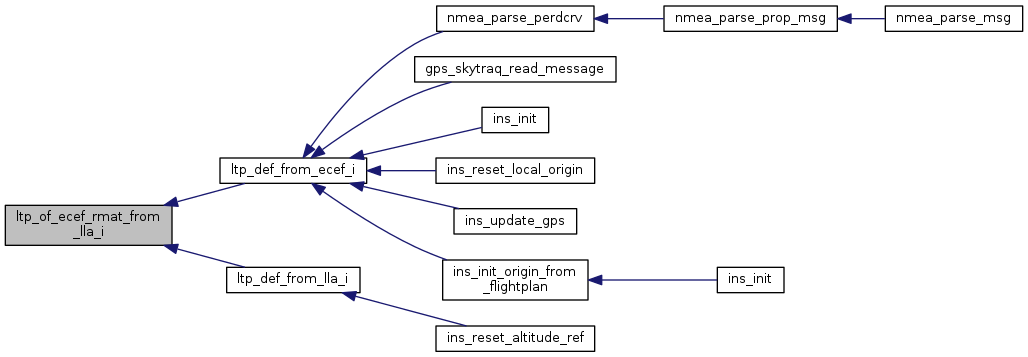 nmea_parse_perdcrv
nmea_parse_prop_msg
nmea_parse_msg
gps_skytraq_read_message
ins_init
ltp_def_from_ecef_i
ins_reset_local_origin
ltp_of_ecef_rmat_from
_lla_i
ins_update_gps
ltp_def_from_lla_i
ins_init_origin_from
_flightplan
ins_init
ins_reset_altitude_ref